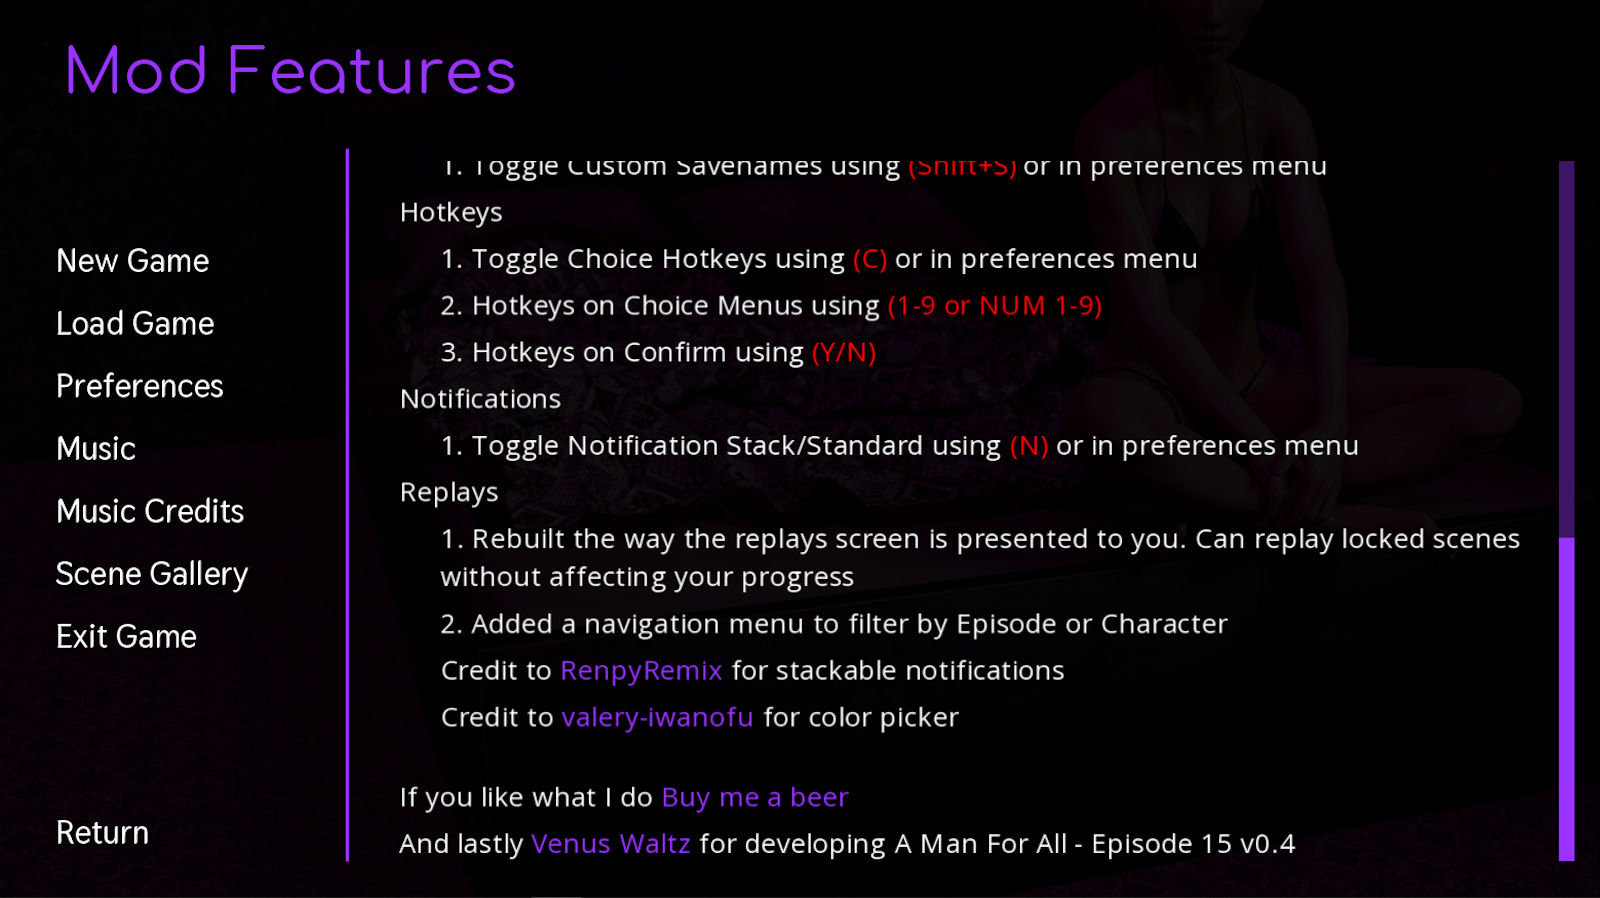 Mod Features
New Game
Load Game
Preferences
Music
Music Credits
Scene Gallery
Exit Game
Return
1. Toggle Custom Savenames using (Shift+S) or in preferences menu
Hotkeys
1. Toggle Choice Hotkeys using (C) or in preferences menu
2. Hotkeys on Choice Menus using (1-9 or NUM 1-9)
3. Hotkeys on Confirm using (Y/N)
Notifications
1. Toggle Notification Stack/Standard using (N) or in preferences menu
Replays
1. Rebuilt the way the replays screen is presented to you. Can replay locked scenes
without affecting your progress
2. Added a navigation menu to filter by Episode or Character
Credit to RenpyRemix for stackable notifications
Credit to valery-iwanofu for color picker
If you like what I do Buy me a beer
And lastly Venus Waltz for developing A Man For All - Episode 15 v0.4